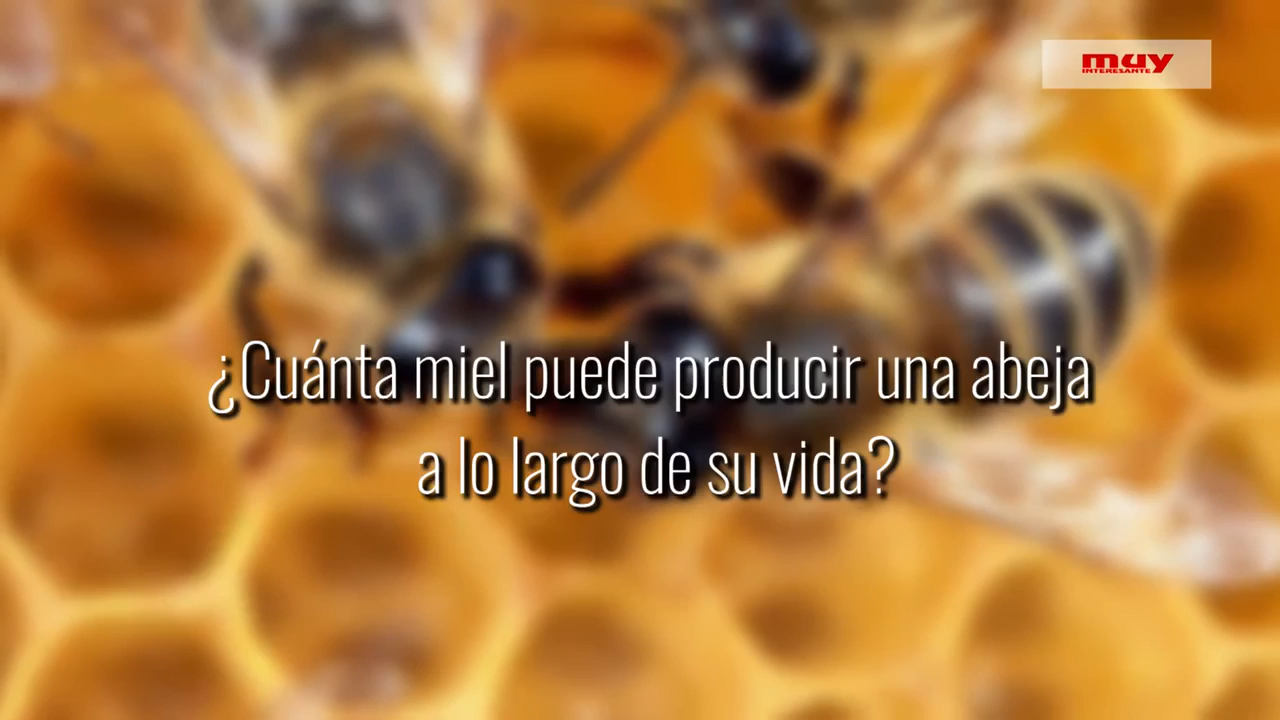 muy
INTERESANTE
¿Cuánta miel puede producir una abeja
a lo largo de su vida?